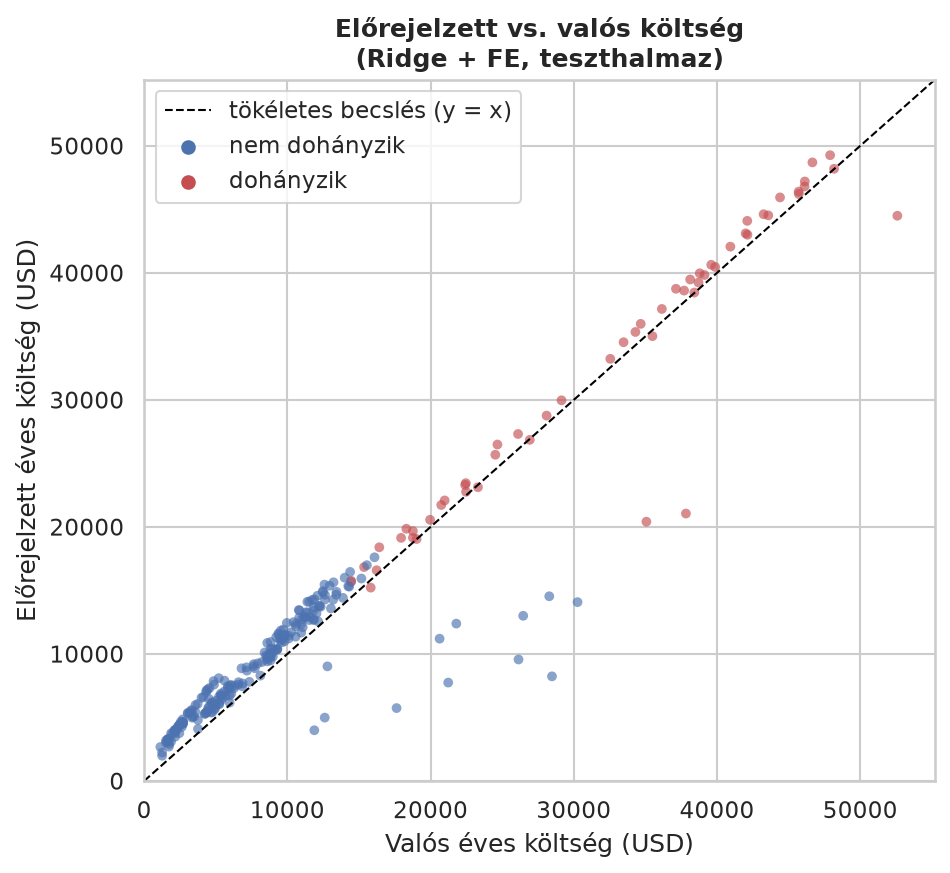 Előrejelzett vs. valós költség
(Ridge + FE, teszthalmaz)
tökéletes becslés (y = x)
nem dohányzik
dohányzik
Előrejelzett éves költség (USD)
50000
40000
30000
20000
10000
0
0 10000 20000 30000 40000 50000
Valós éves költség (USD)